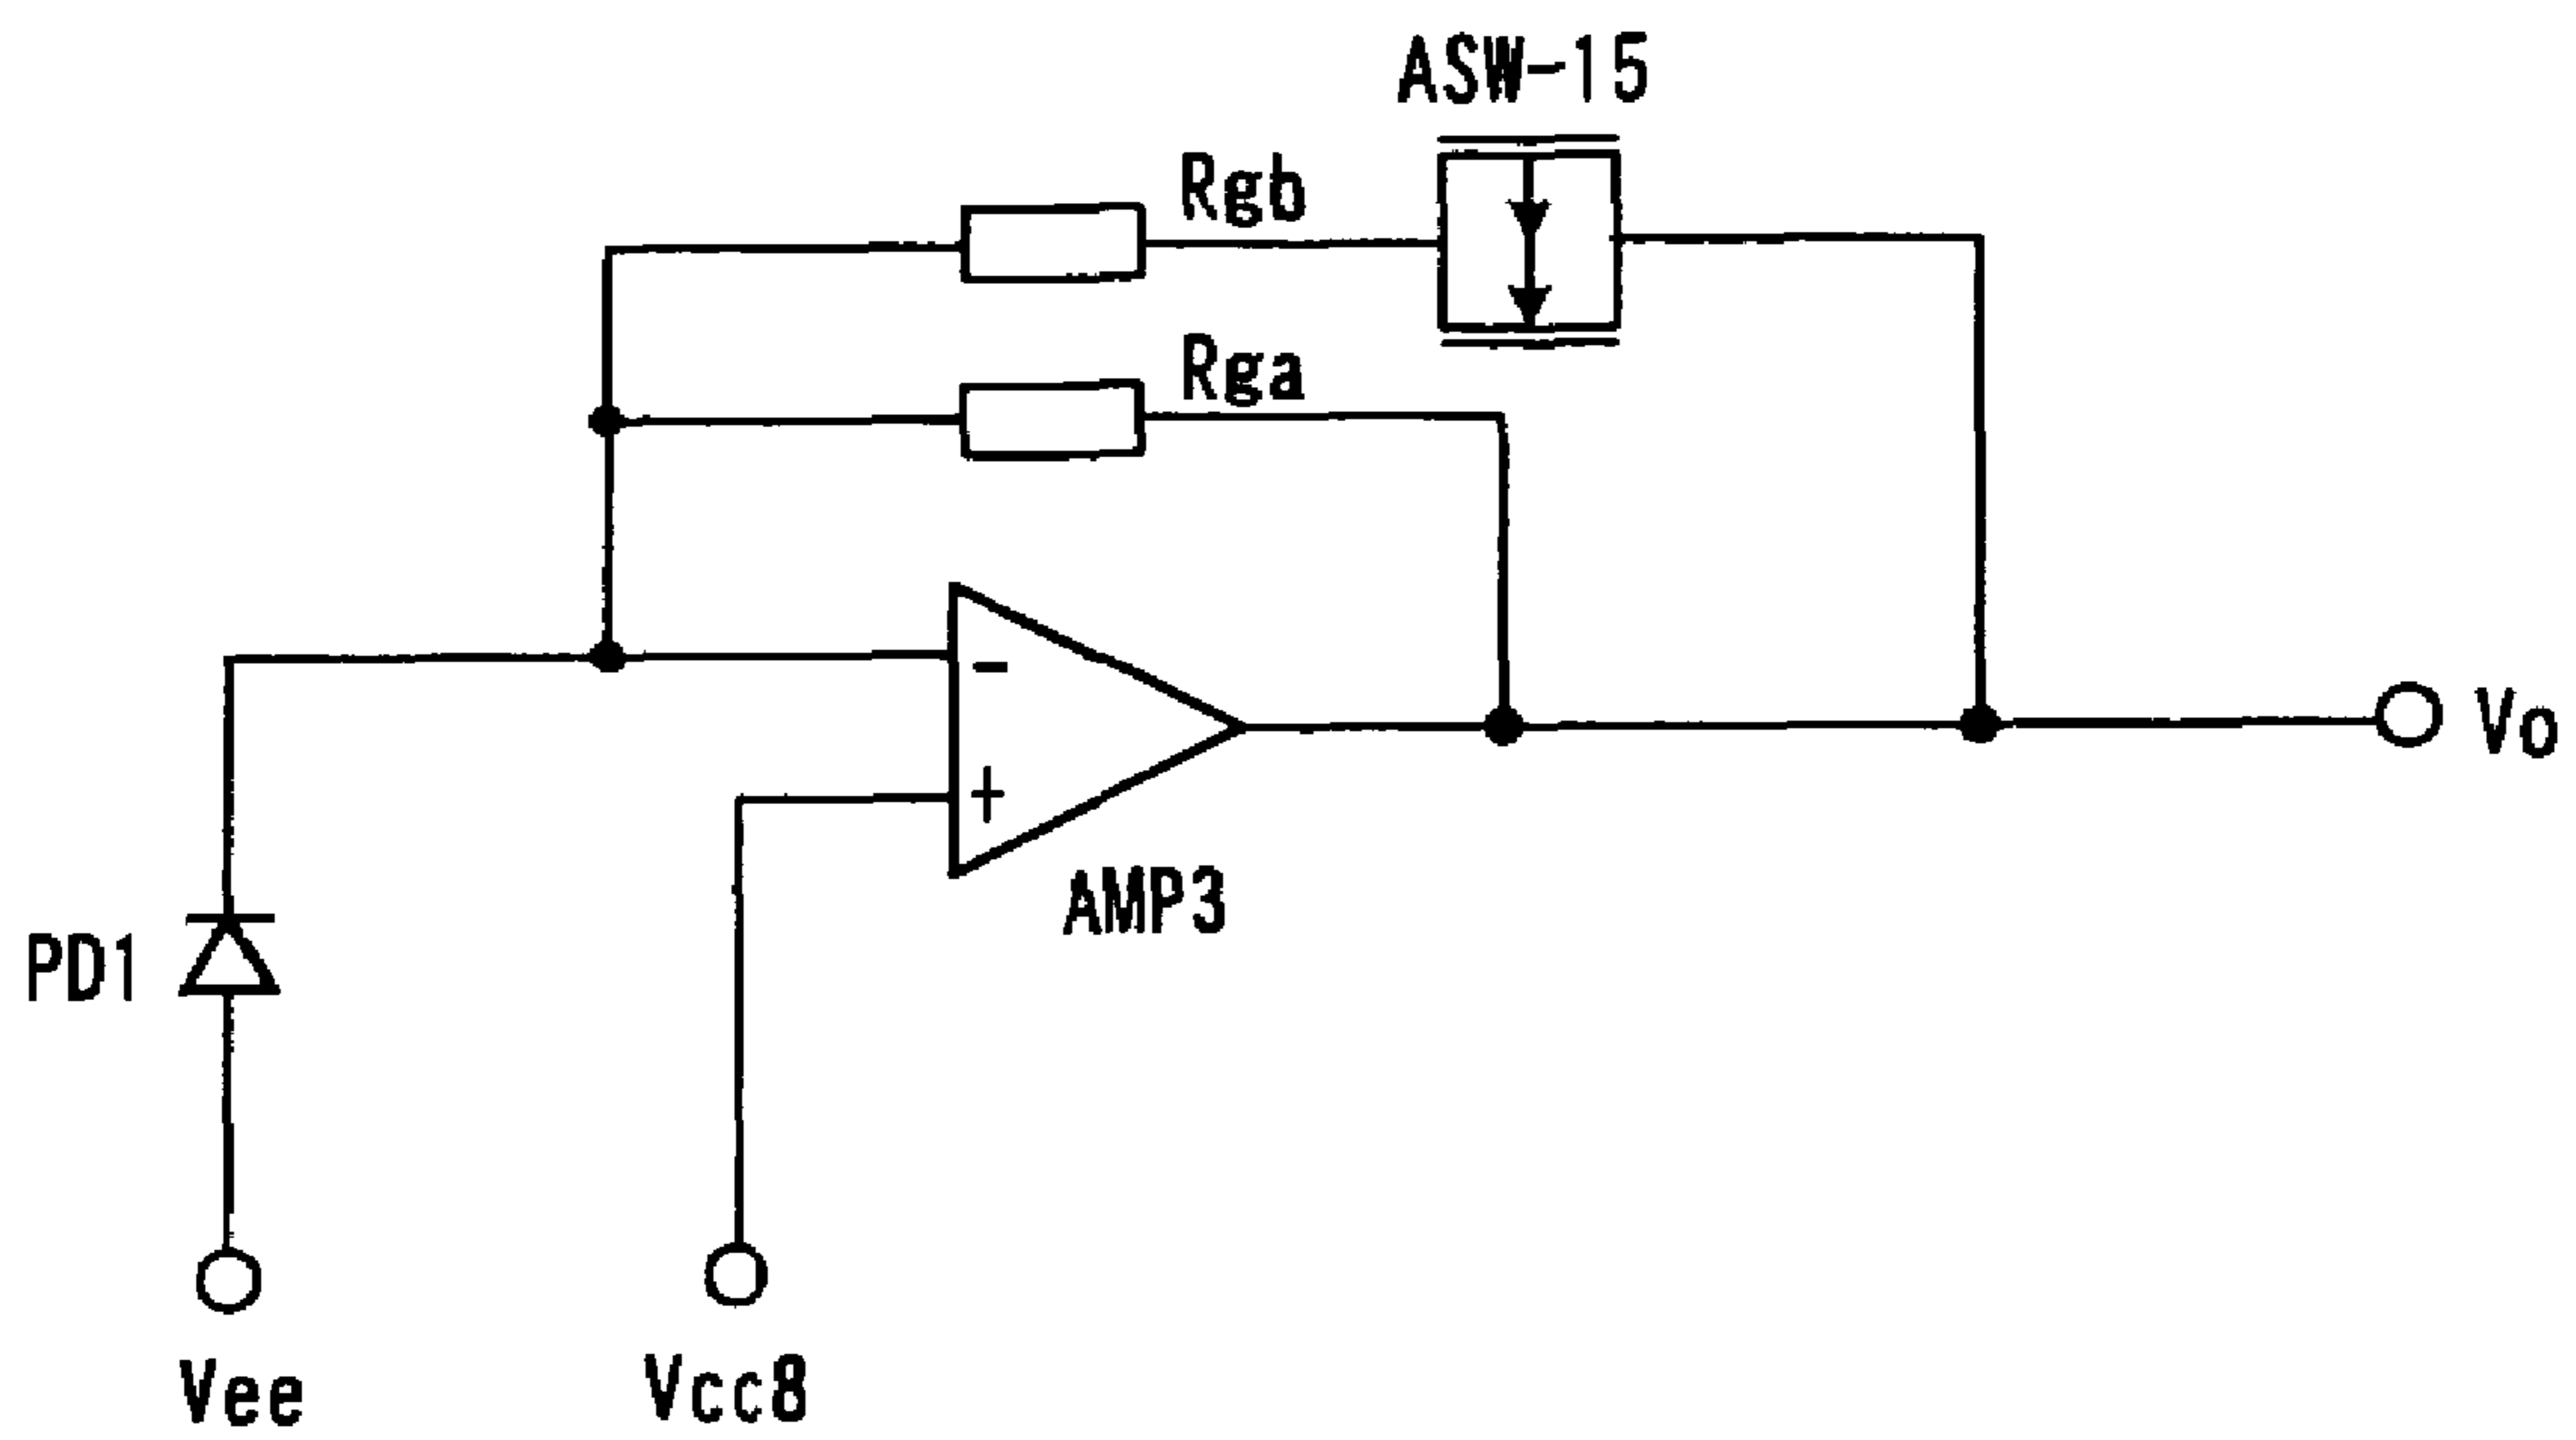 ASW-15
Rgb
Rga
-
+
Vo
AMP3
PD1
Vee
Vcc8